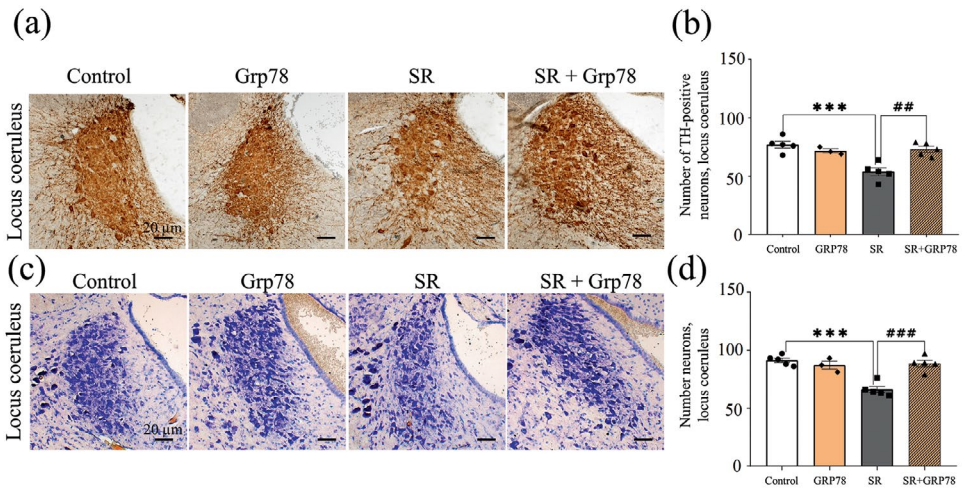 (a)
Control Grp78 SR SR + Grp78
Locus coeruleus
20 µm
(b)
Number of TH-positive
neurons, locus coeruleus
150
100
50
0
*** ##
Control GRP78 SR SR+GRP78
(c)
Control Grp78 SR SR + Grp78
Locus coeruleus
20 µm
(d)
Number neurons,
locus coeruleus
150
100
50
0
*** ###
Control GRP78 SR SR+GRP78